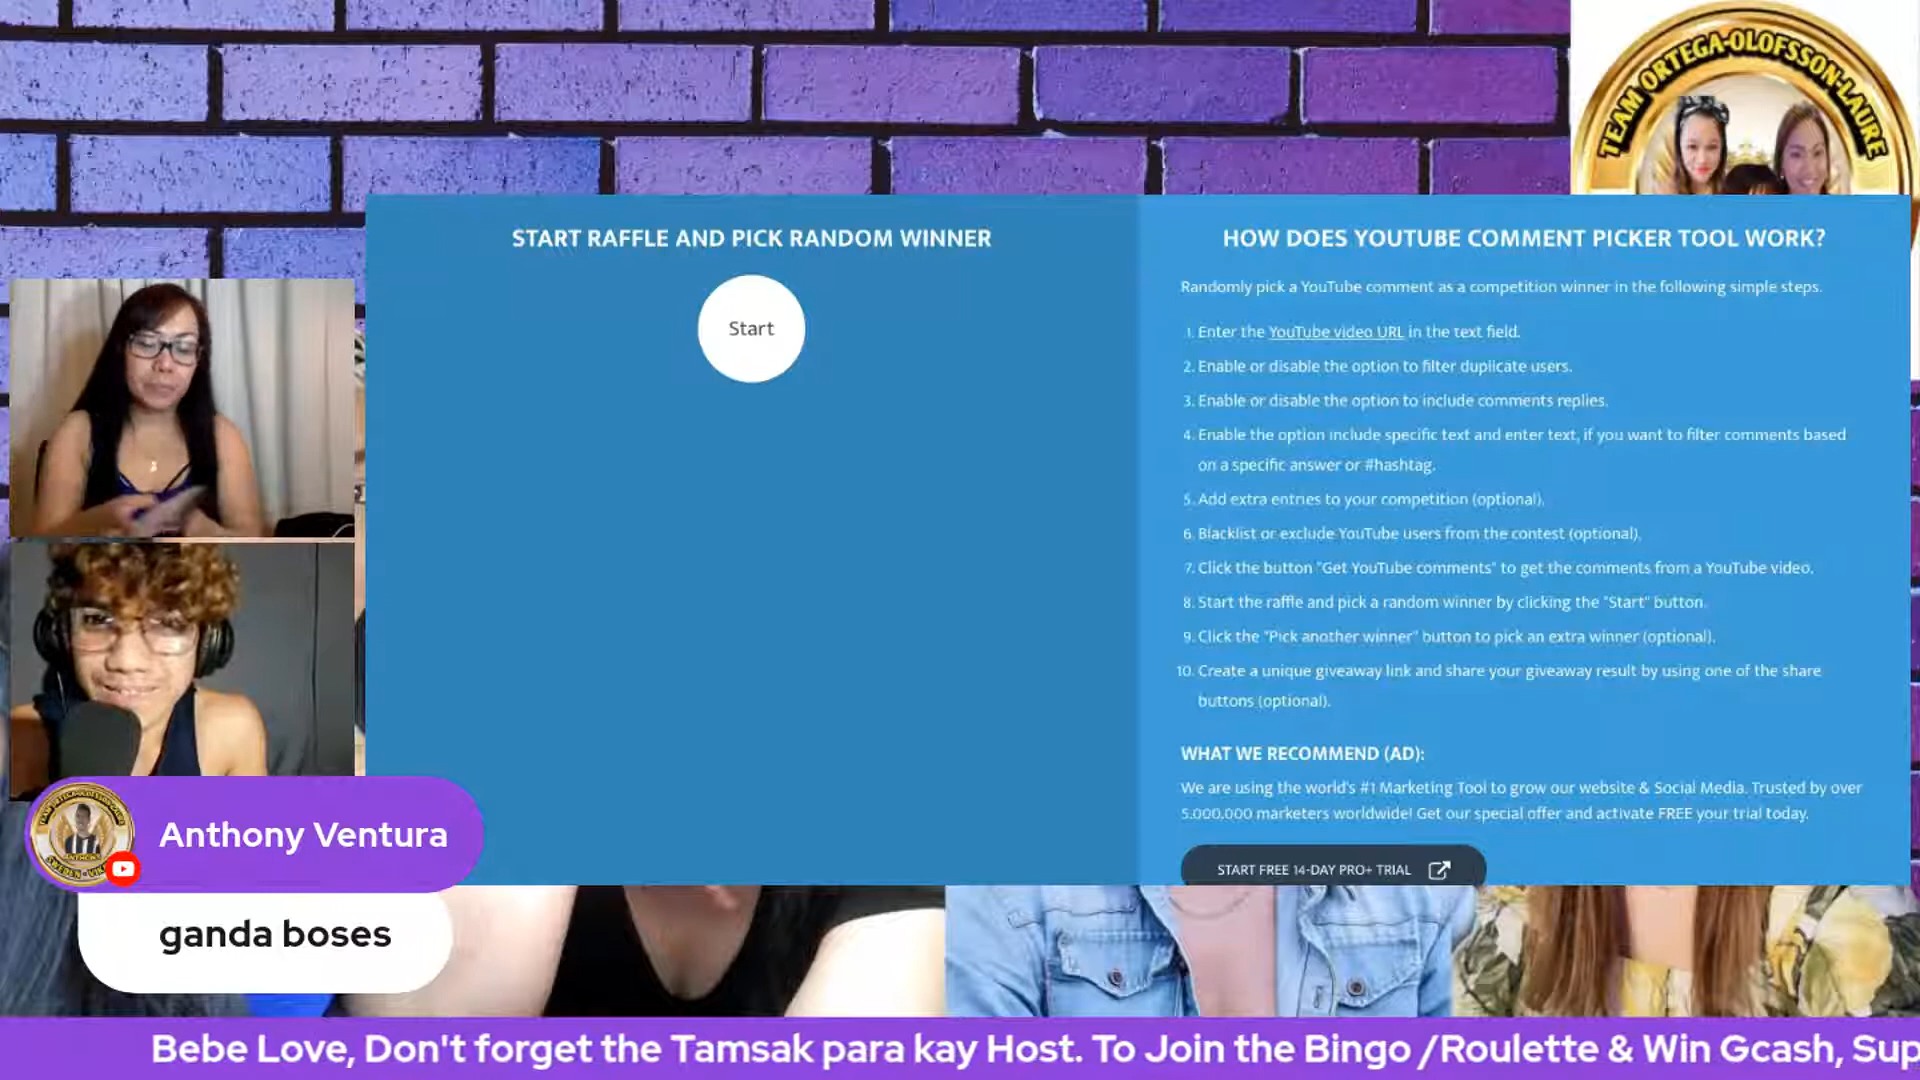 TEAM ORTEGA-OLOFSSON-LAURE
START RAFFLE AND PICK RANDOM WINNER
Start
HOW DOES YOUTUBE COMMENT PICKER TOOL WORK?
Randomly pick a YouTube comment as a competition winner in the following simple steps.
1. Enter the YouTube video URL in the text field.
2. Enable or disable the option to filter duplicate users.
3. Enable or disable the option to include comments replies.
4. Enable the option include specific text and enter text, if you want to filter comments based
on a specific answer or #hashtag.
5. Add extra entries to your competition (optional).
6. Blacklist or exclude YouTube users from the contest (optional).
7. Click the button "Get YouTube comments" to get the comments from a YouTube video.
8. Start the raffle and pick a random winner by clicking the "Start" button.
9. Click the "Pick another winner" button to pick an extra winner (optional).
10. Create a unique giveaway link and share your giveaway result by using one of the share
buttons (optional).
WHAT WE RECOMMEND (AD):
We are using the world's #1 Marketing Tool to grow our website & Social Media. Trusted by over
5.000.000 marketers worldwide! Get our special offer and activate FREE your trial today.
START FREE 14-DAY PRO+ TRIAL
Anthony Ventura
ganda boses
Bebe Love, Don't forget the Tamsak para kay Host. To Join the Bingo /Roulette & Win Gcash, Sup